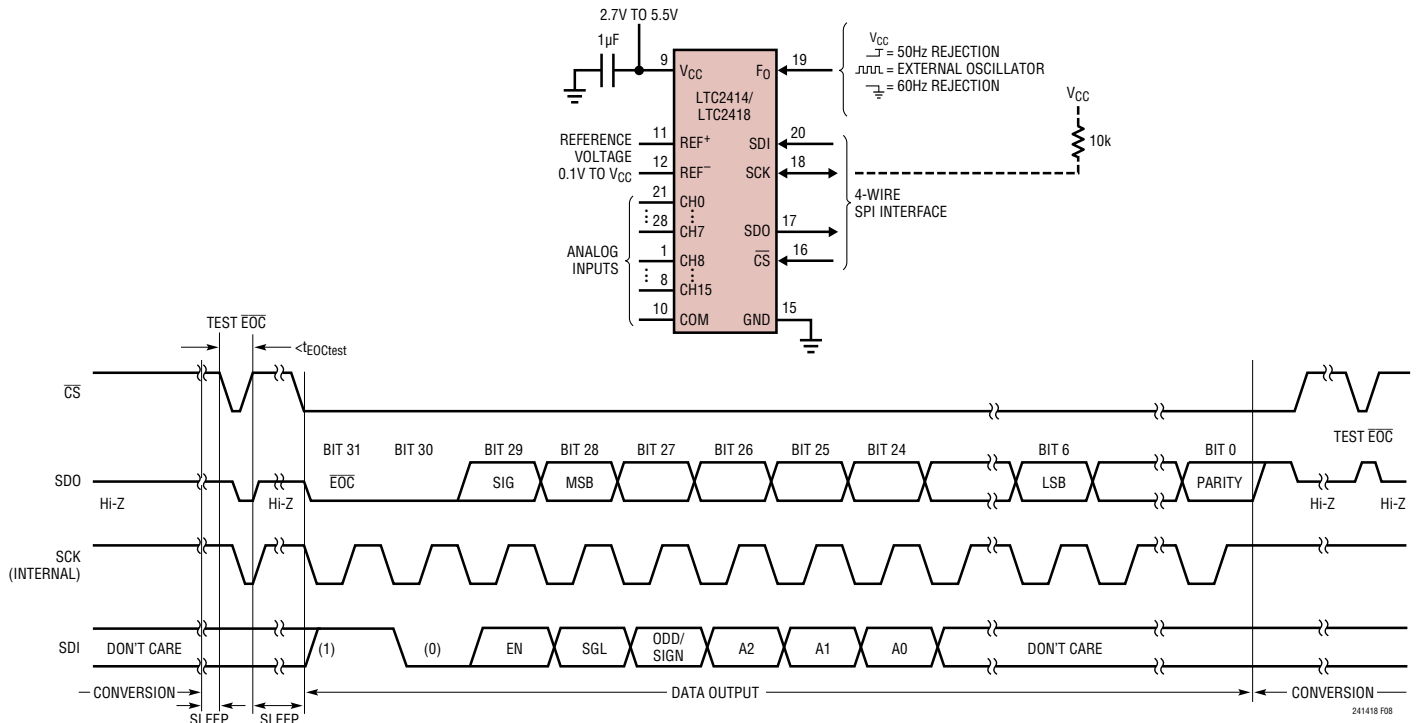 2.7V TO 5.5V
1µF
9
VCC
FO
19
VCC
= 50Hz REJECTION
= EXTERNAL OSCILLATOR
= 60Hz REJECTION
LTC2414/
LTC2418
VCC
10k
REFERENCE
VOLTAGE
0.1V TO VCC
11
REF+
12
REF–
SDI
20
SCK
18
SDO
17
CS
16
4-WIRE
SPI INTERFACE
ANALOG
INPUTS
21
CH0
28
CH7
1
CH8
8
CH15
10
COM
GND
15
TEST EOC
<tEOCtest
CS
TEST EOC
BIT 31
BIT 30
BIT 29
BIT 28
BIT 27
BIT 26
BIT 25
BIT 24
BIT 6
BIT 0
SDO
EOC
SIG
MSB
LSB
PARITY
Hi-Z
Hi-Z
Hi-Z
Hi-Z
SCK
(INTERNAL)
SDI
DON'T CARE
(1)
(0)
EN
SGL
ODD/
SIGN
A2
A1
A0
DON'T CARE
CONVERSION
SLEEP
SLEEP
DATA OUTPUT
CONVERSION
241418 F08